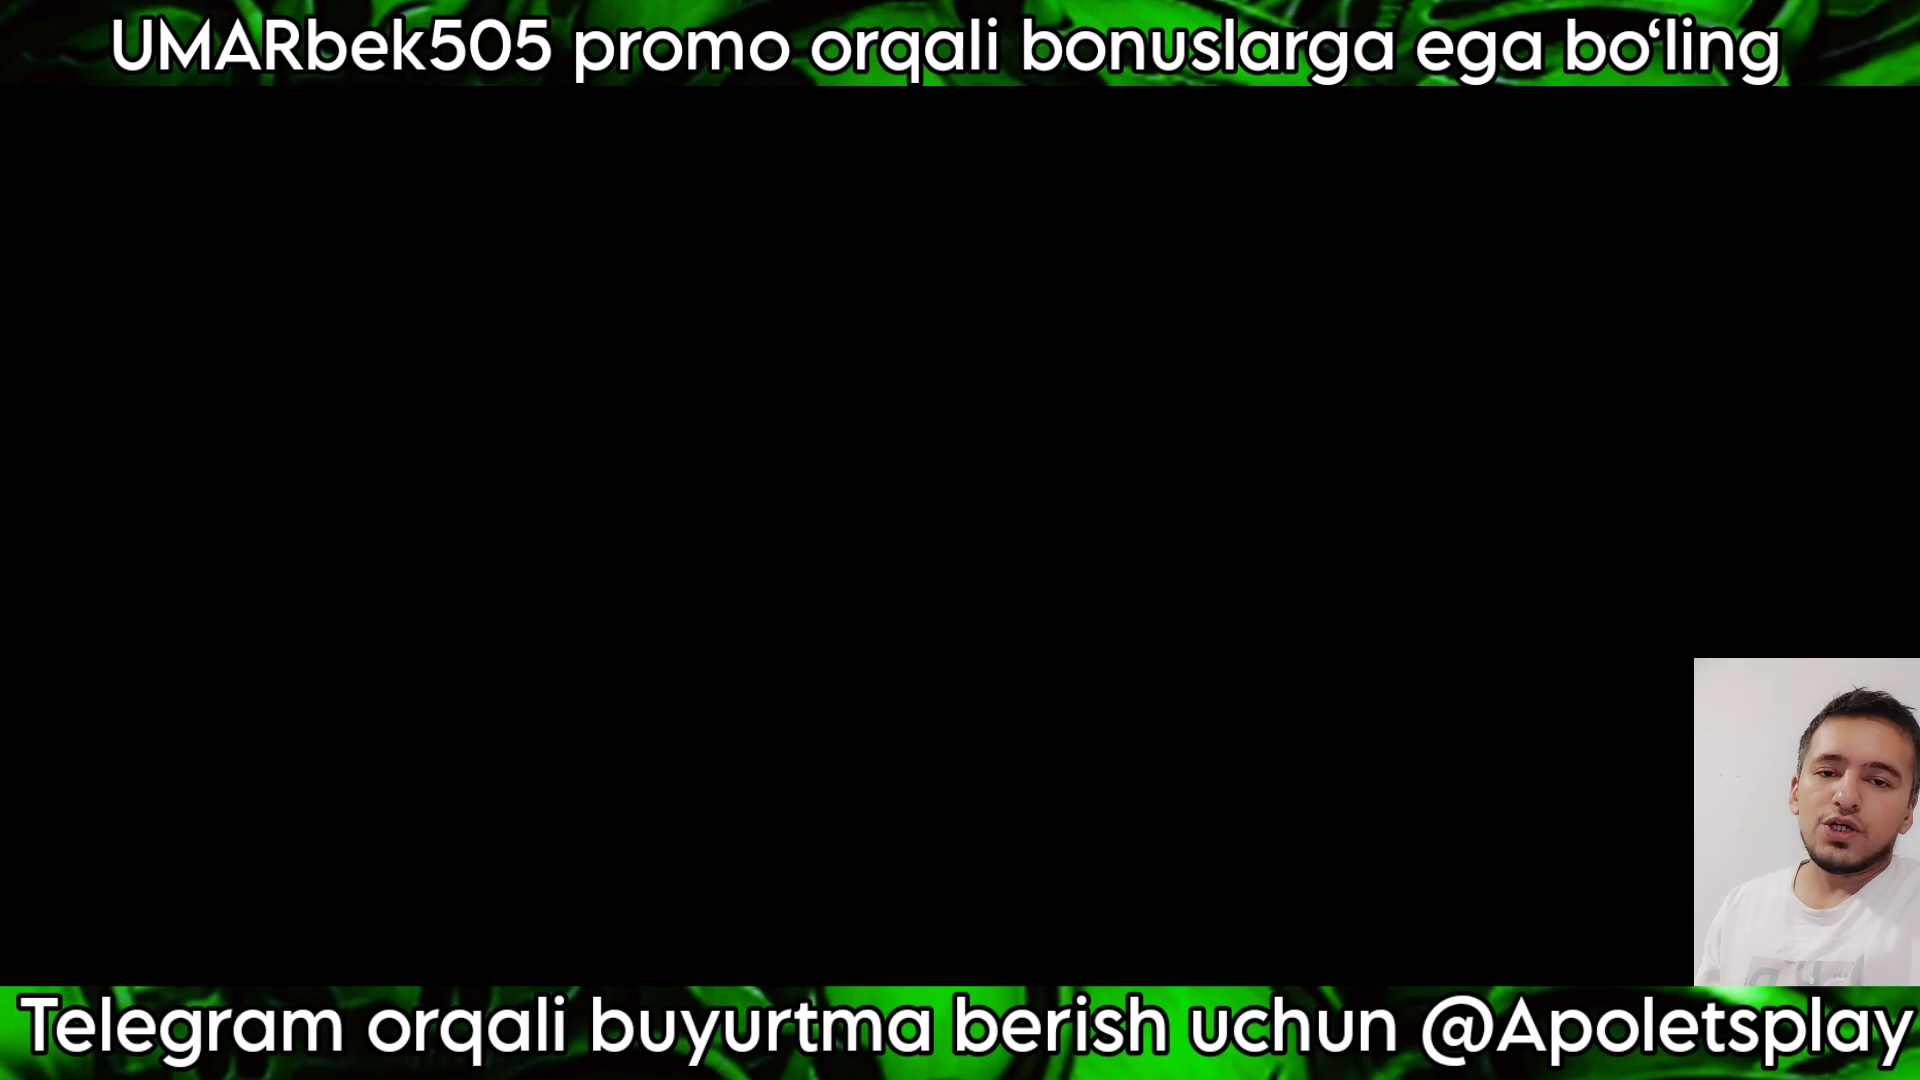 UMARbek505 promo orqali bonuslarga ega bo‘ling
Telegram orqali buyurtma berish uchun @Apoletsplay